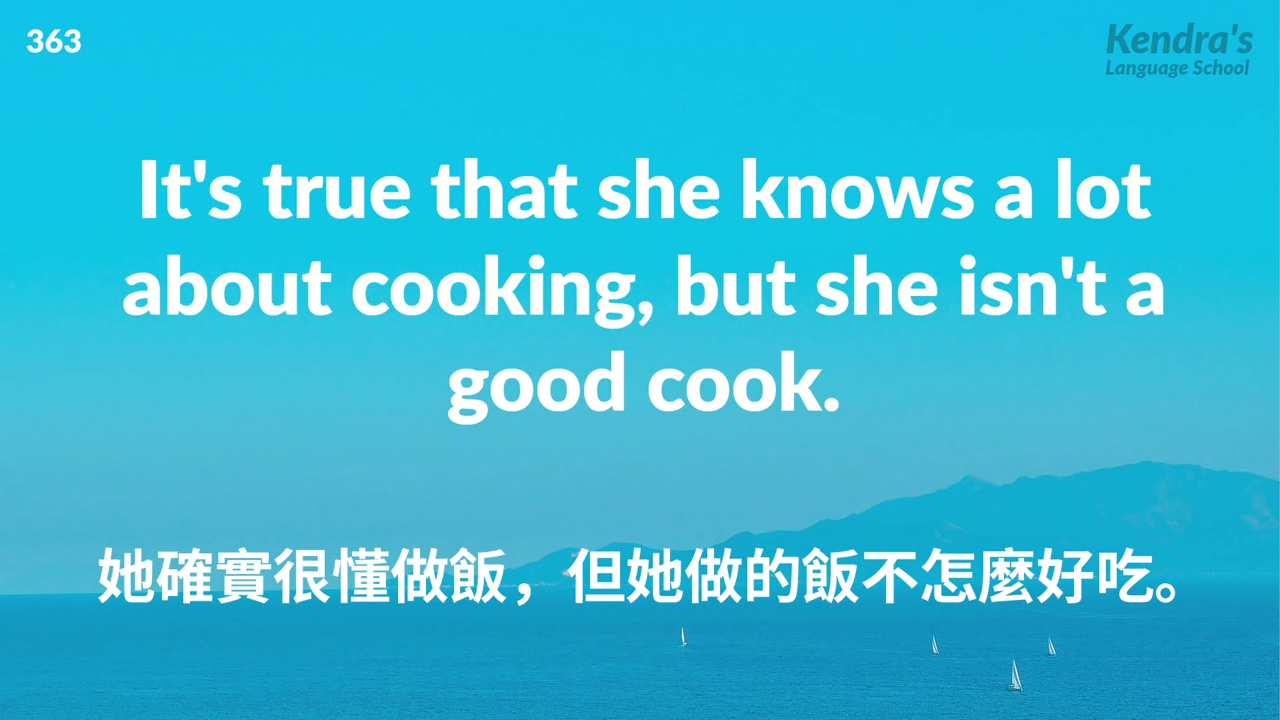 363
Kendra's
Language School
It's true that she knows a lot
about cooking, but she isn't a
good cook.
她確實很懂做飯，但她做的飯不怎麼好吃。